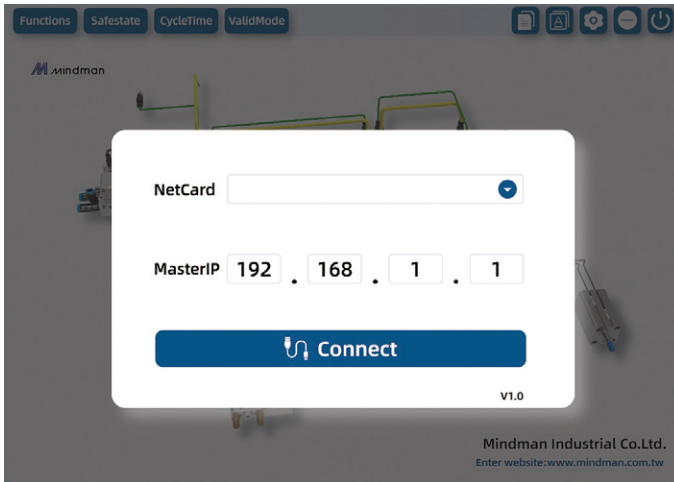 Functions Safestate CycleTime ValidMode
Mindman
NetCard
MasterIP 192 . 168 . 1 . 1
Connect
V1.0
Mindman Industrial Co.Ltd.
Enter website:www.mindman.com.tw